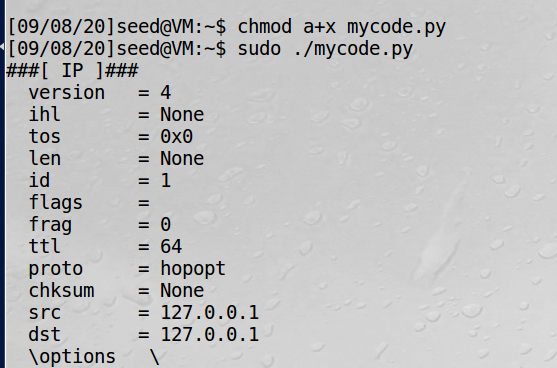 [09/08/20]seed@VM:~$ chmod a+x mycode.py
[09/08/20]seed@VM:~$ sudo ./mycode.py
###[ IP ]###
  version   = 4
  ihl       = None
  tos       = 0x0
  len       = None
  id        = 1
  flags     =
  frag      = 0
  ttl       = 64
  proto     = hopopt
  chksum    = None
  src       = 127.0.0.1
  dst       = 127.0.0.1
  \options   \